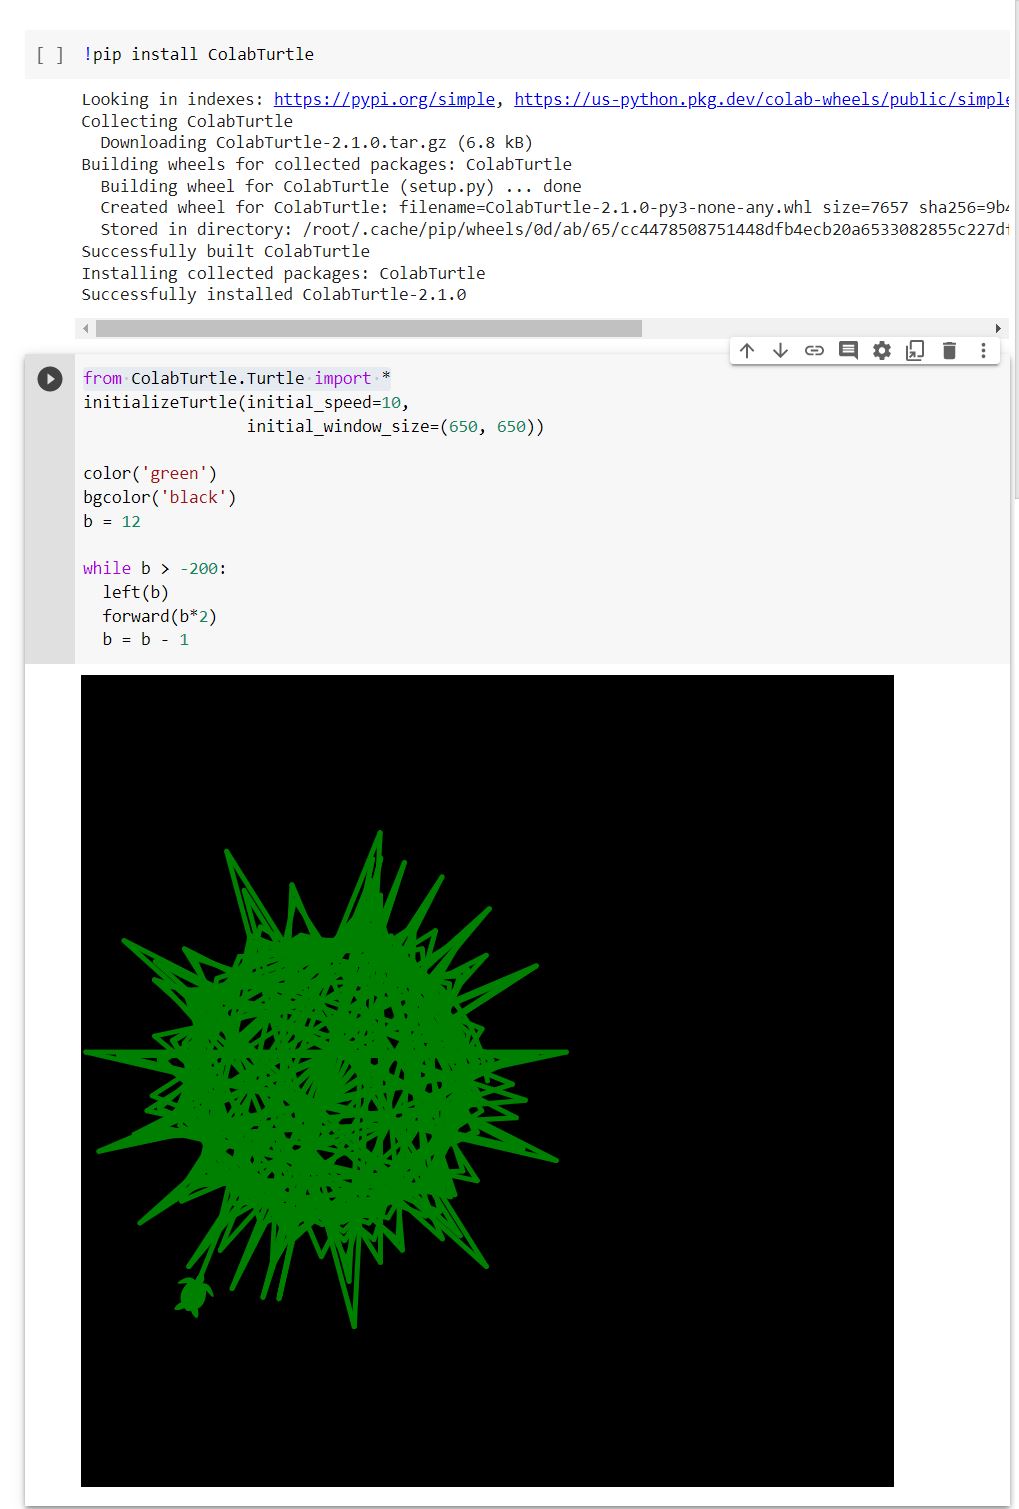 [ ] !pip install ColabTurtle
Looking in indexes: https://pypi.org/simple, https://us-python.pkg.dev/colab-wheels/public/simple
Collecting ColabTurtle
Downloading ColabTurtle-2.1.0.tar.gz (6.8 kB)
Building wheels for collected packages: ColabTurtle
Building wheel for ColabTurtle (setup.py) ... done
Created wheel for ColabTurtle: filename=ColabTurtle-2.1.0-py3-none-any.whl size=7657 sha256=9b4
Stored in directory: /root/.cache/pip/wheels/0d/ab/65/cc4478508751448dfb4ecb20a6533082855c227df
Successfully built ColabTurtle
Installing collected packages: ColabTurtle
Successfully installed ColabTurtle-2.1.0
from ColabTurtle.Turtle import *
initializeTurtle(initial_speed=10,
initial_window_size=(650, 650))
color('green')
bgcolor('black')
b = 12
while b > -200:
left(b)
forward(b*2)
b = b - 1